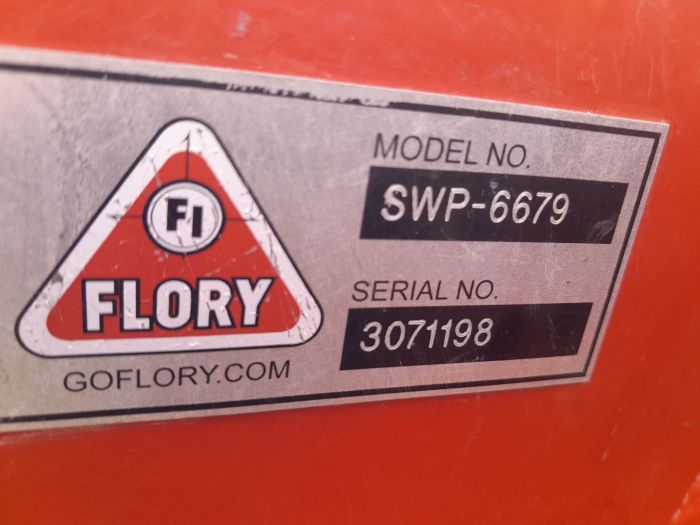 FI
FLORY
GOFLORY.COM
MODEL NO.
SWP-6679
SERIAL NO.
3071198